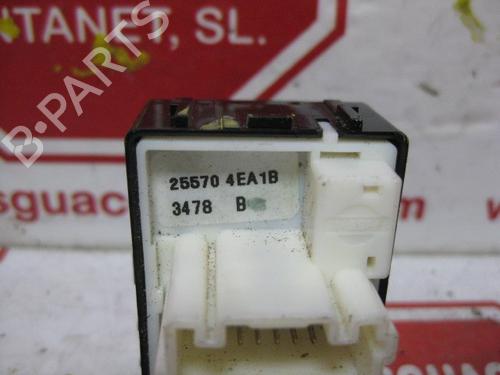 NTANET, SL.
B-PARTS
25570 4EA1B
3478 B
sguac